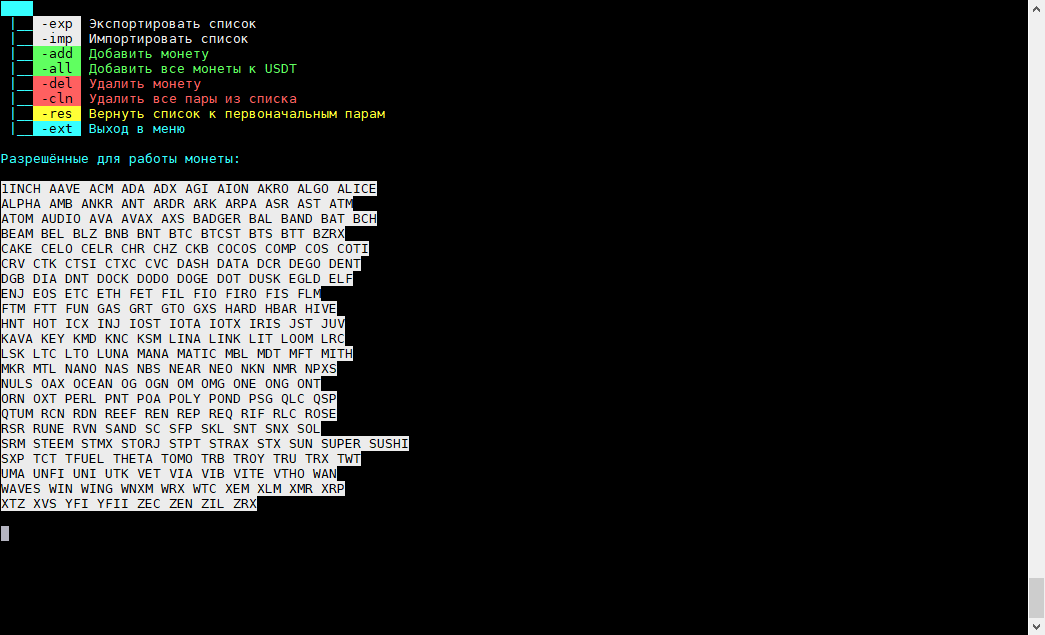 |__ -exp Экспортировать список
|__ -imp Импортировать список
|__ -add Добавить монету
|__ -all Добавить все монеты к USDT
|__ -del Удалить монету
|__ -cln Удалить все пары из списка
|__ -res Вернуть список к первоначальным парам
|__ -ext Выход в меню
Разрешённые для работы монеты:
1INCH AAVE ACM ADA ADX AGI AION AKRO ALGO ALICE
ALPHA AMB ANKR ANT ARDR ARK ARPA ASR AST ATM
ATOM AUDIO AVA AVAX AXS BADGER BAL BAND BAT BCH
BEAM BEL BLZ BNB BNT BTC BTCST BTS BTT BZRX
CAKE CELO CELR CHR CHZ CKB COCOS COMP COS COTI
CRV CTK CTSI CTXC CVC DASH DATA DCR DEGO DENT
DGB DIA DNT DOCK DODO DOGE DOT DUSK EGLD ELF
ENJ EOS ETC ETH FET FIL FIO FIRO FIS FLM
FTM FTT FUN GAS GRT GTO GXS HARD HBAR HIVE
HNT HOT ICX INJ IOST IOTA IOTX IRIS JST JUV
KAVA KEY KMD KNC KSM LINA LINK LIT LOOM LRC
LSK LTC LTO LUNA MANA MATIC MBL MDT MFT MITH
MKR MTL NANO NAS NBS NEAR NEO NKN NMR NPXS
NULS OAX OCEAN OG OGN OM OMG ONE ONG ONT
ORN OXT PERL PNT POA POLY POND PSG QLC QSP
QTUM RCN RDN REEF REN REP REQ RIF RLC ROSE
RSR RUNE RVN SAND SC SFP SKL SNT SNX SOL
SRM STEEM STMX STORJ STPT STRAX STX SUN SUPER SUSHI
SXP TCT TFUEL THETA TOMO TRB TROY TRU TRX TWT
UMA UNFI UNI UTK VET VIA VIB VITE VTHO WAN
WAVES WIN WING WNXM WRX WTC XEM XLM XMR XRP
XTZ XVS YFI YFII ZEC ZEN ZIL ZRX